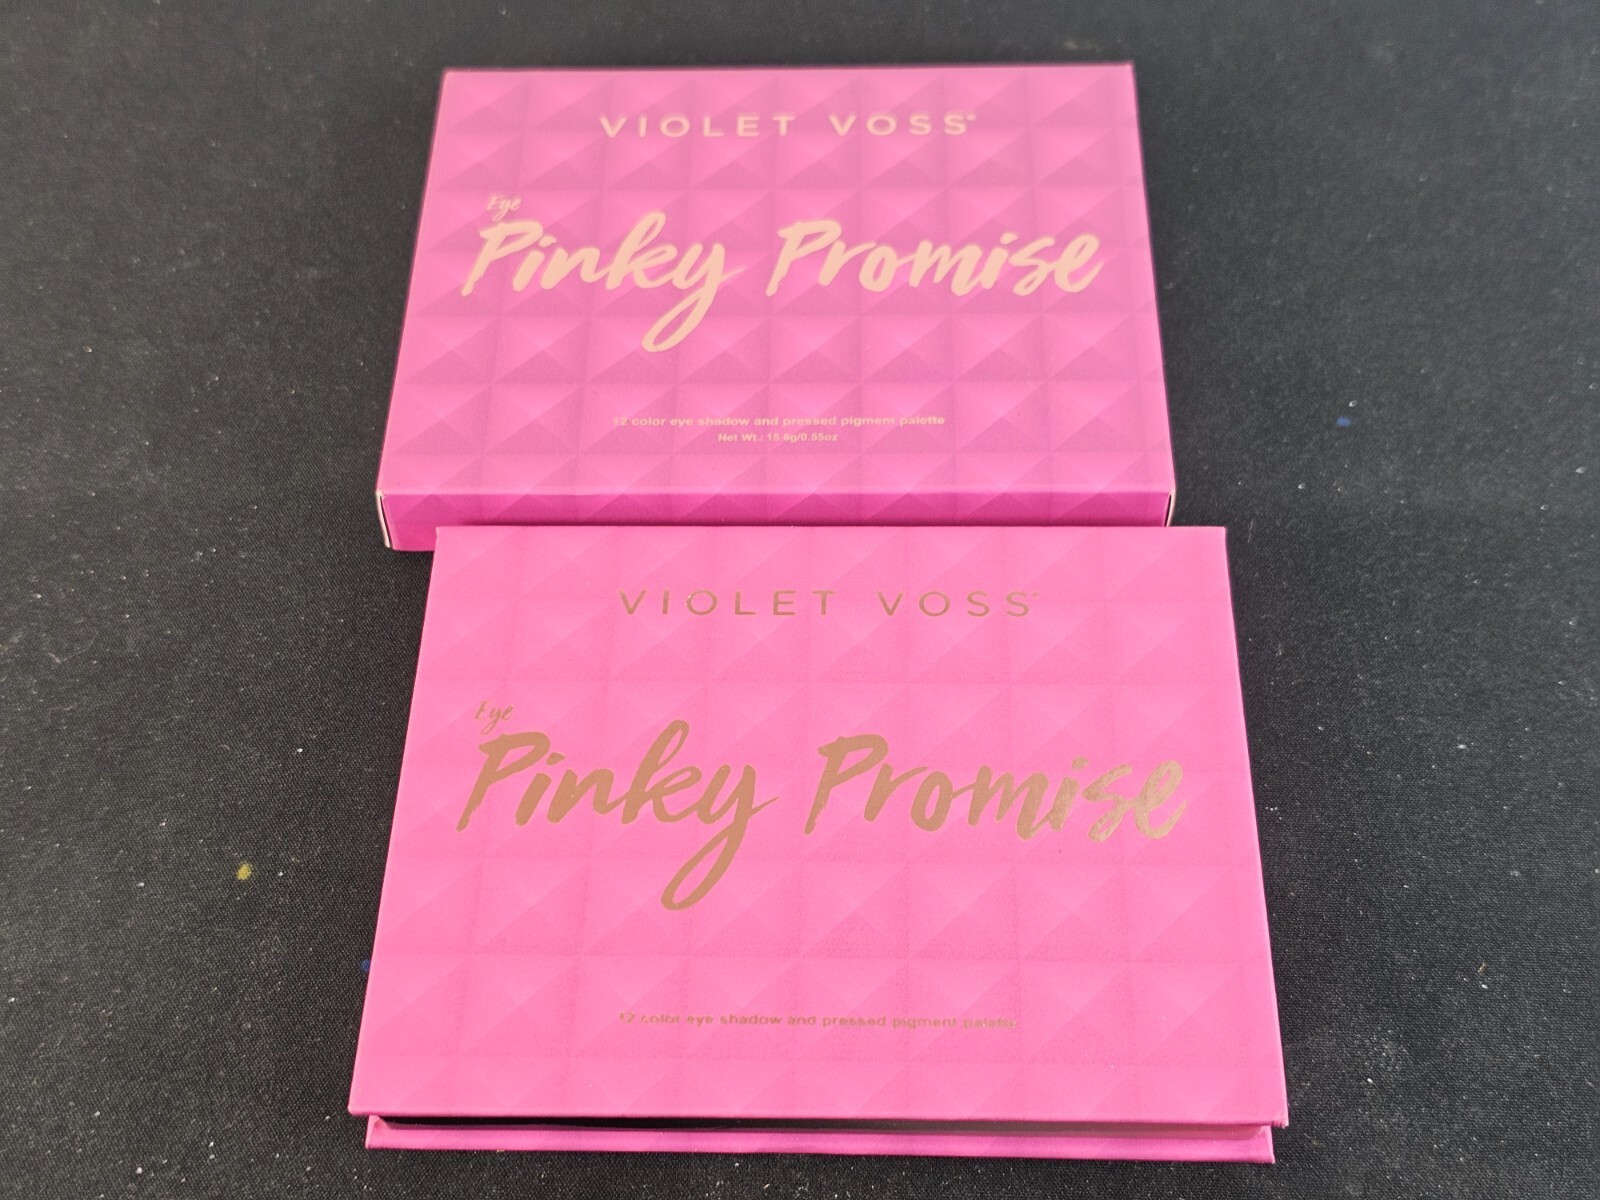 VIOLET VOSS®
Eye
Pinky Promise
12 color eye shadow and pressed pigment palette
Net Wt.: 15.6g/0.55oz
VIOLET VOSS®
Eye
Pinky Promise
12 color eye shadow and pressed pigment palette